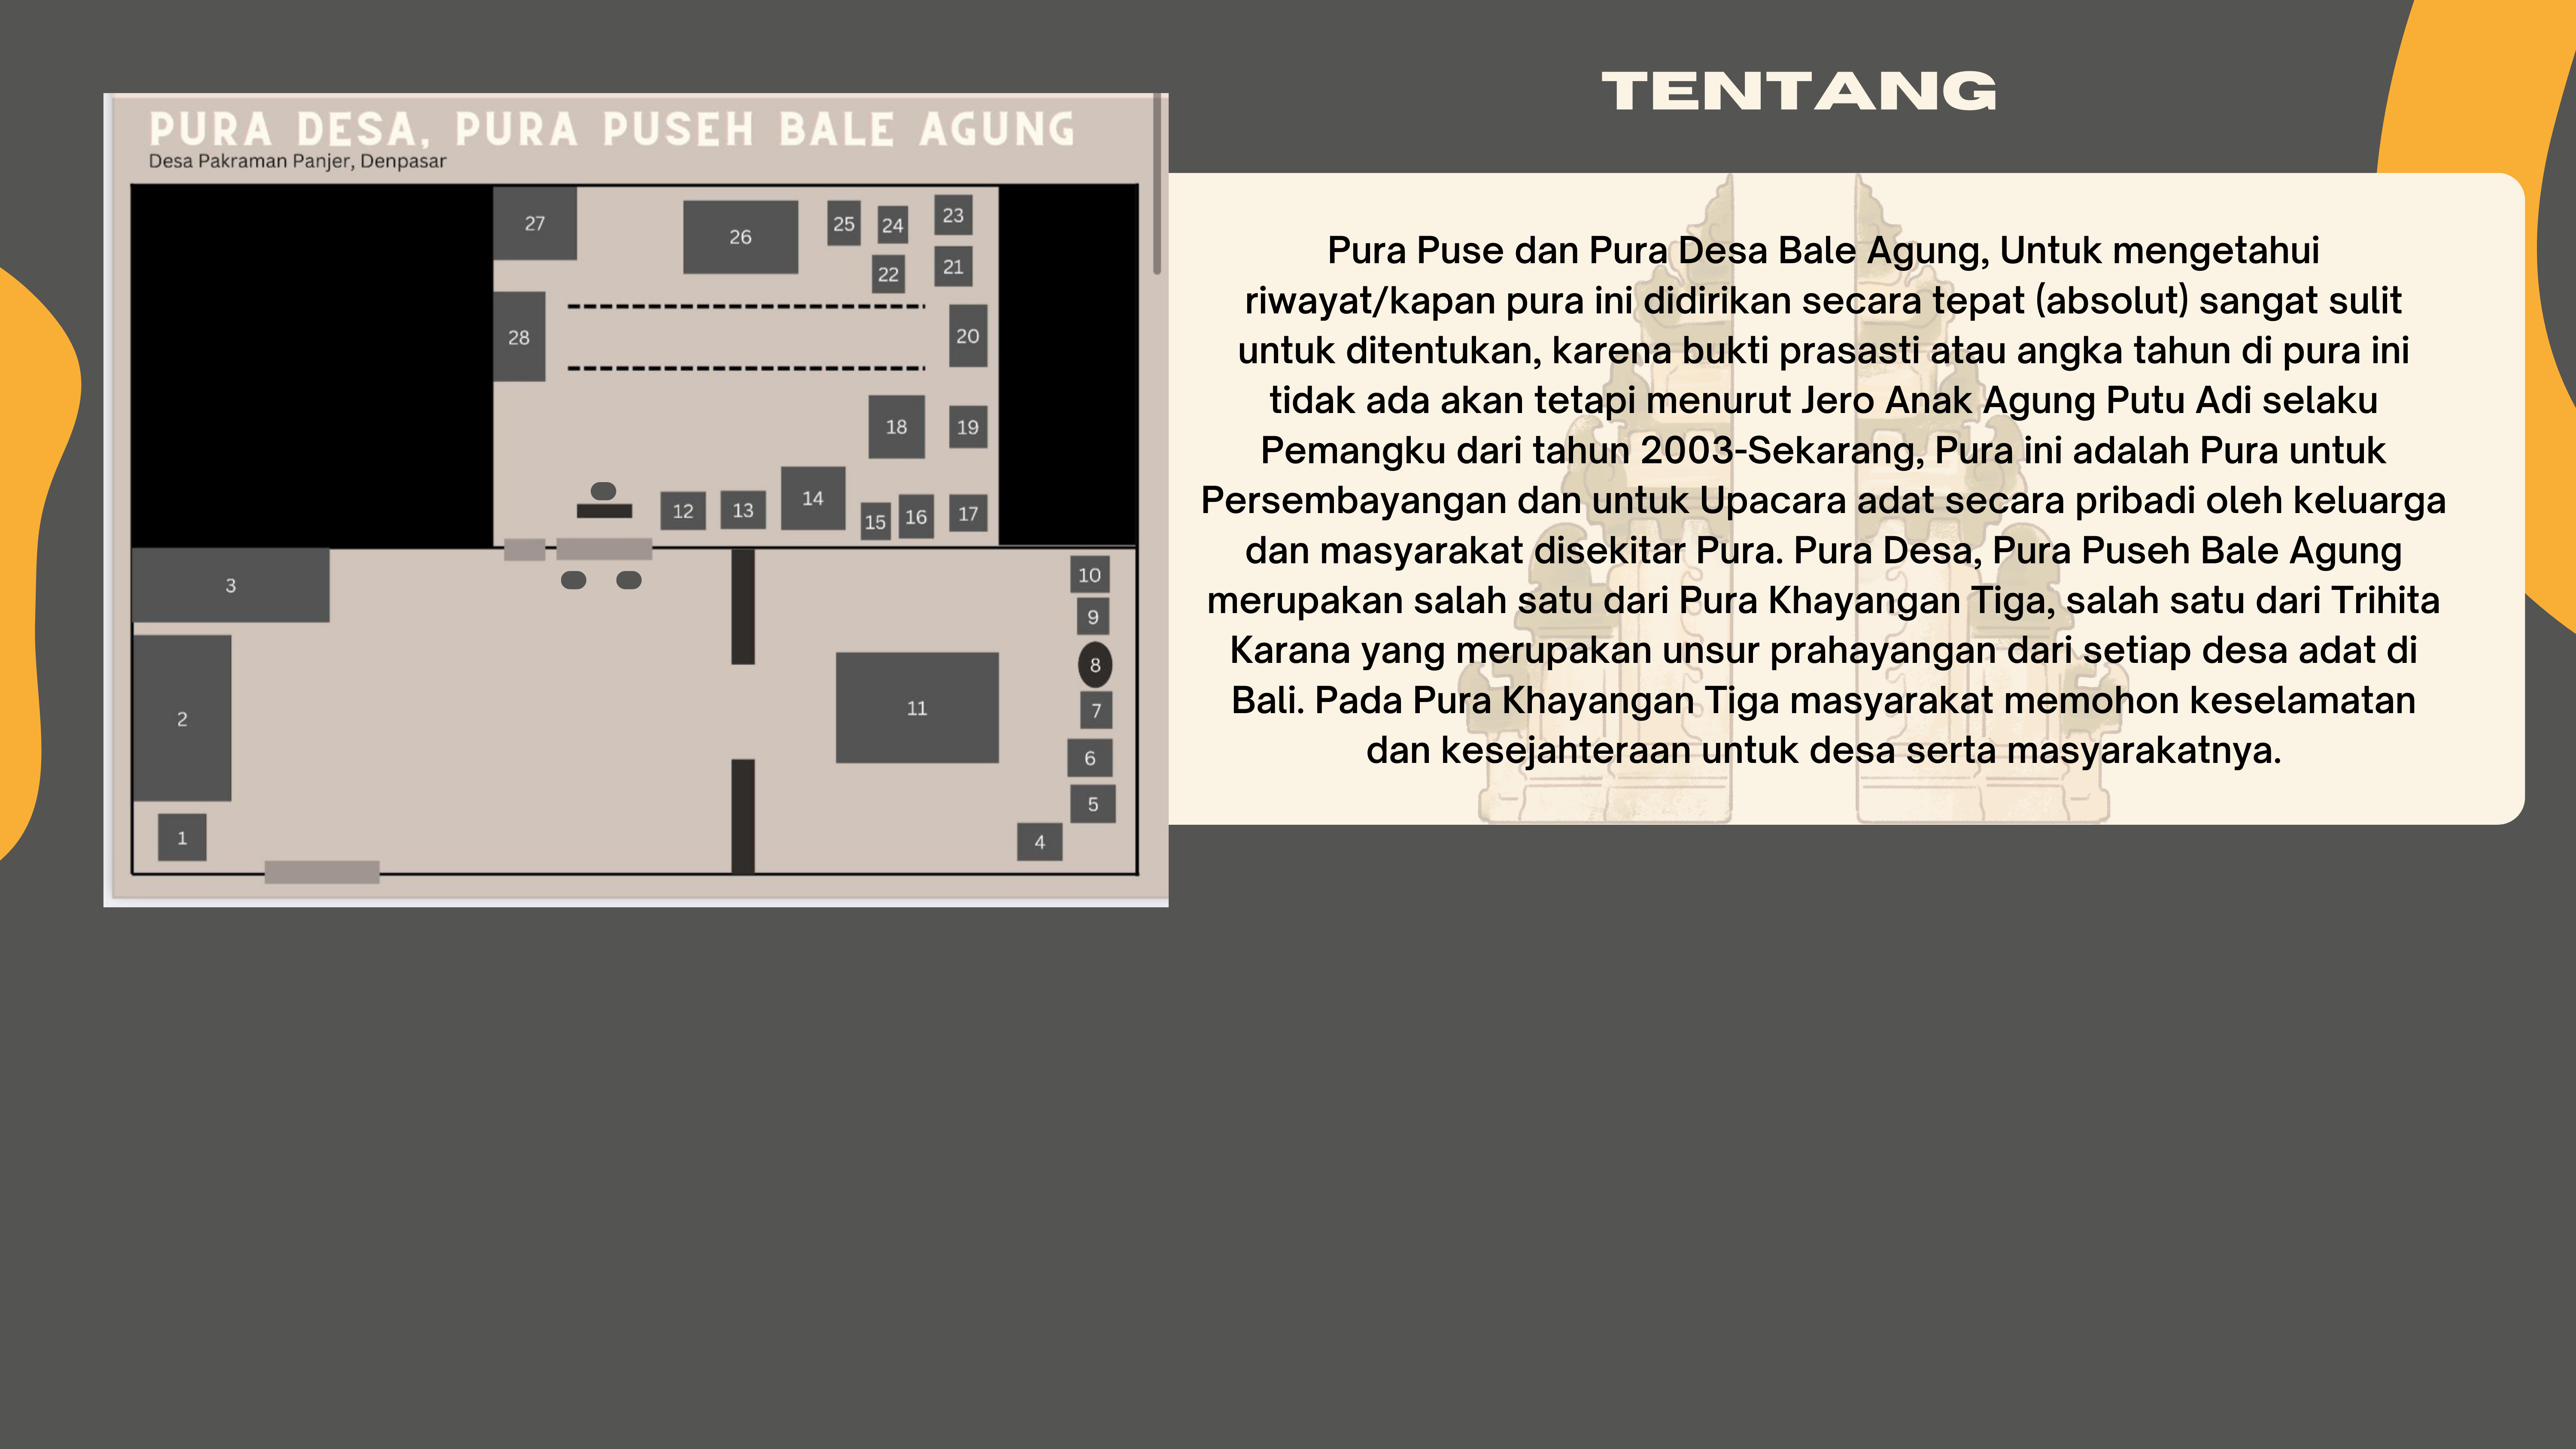 TENTANG
PURA DESA, PURA PUSEH BALE AGUNG
Desa Pakraman Panjer, Denpasar
27
26
25
24
23
22
21
28
20
18
19
12
13
14
15
16
17
3
10
9
8
2
11
7
6
5
1
4
Pura Puse dan Pura Desa Bale Agung, Untuk mengetahui
riwayat/kapan pura ini didirikan secara tepat (absolut) sangat sulit
untuk ditentukan, karena bukti prasasti atau angka tahun di pura ini
tidak ada akan tetapi menurut Jero Anak Agung Putu Adi selaku
Pemangku dari tahun 2003-Sekarang, Pura ini adalah Pura untuk
Persembayangan dan untuk Upacara adat secara pribadi oleh keluarga
dan masyarakat disekitar Pura. Pura Desa, Pura Puseh Bale Agung
merupakan salah satu dari Pura Khayangan Tiga, salah satu dari Trihita
Karana yang merupakan unsur prahayangan dari setiap desa adat di
Bali. Pada Pura Khayangan Tiga masyarakat memohon keselamatan
dan kesejahteraan untuk desa serta masyarakatnya.